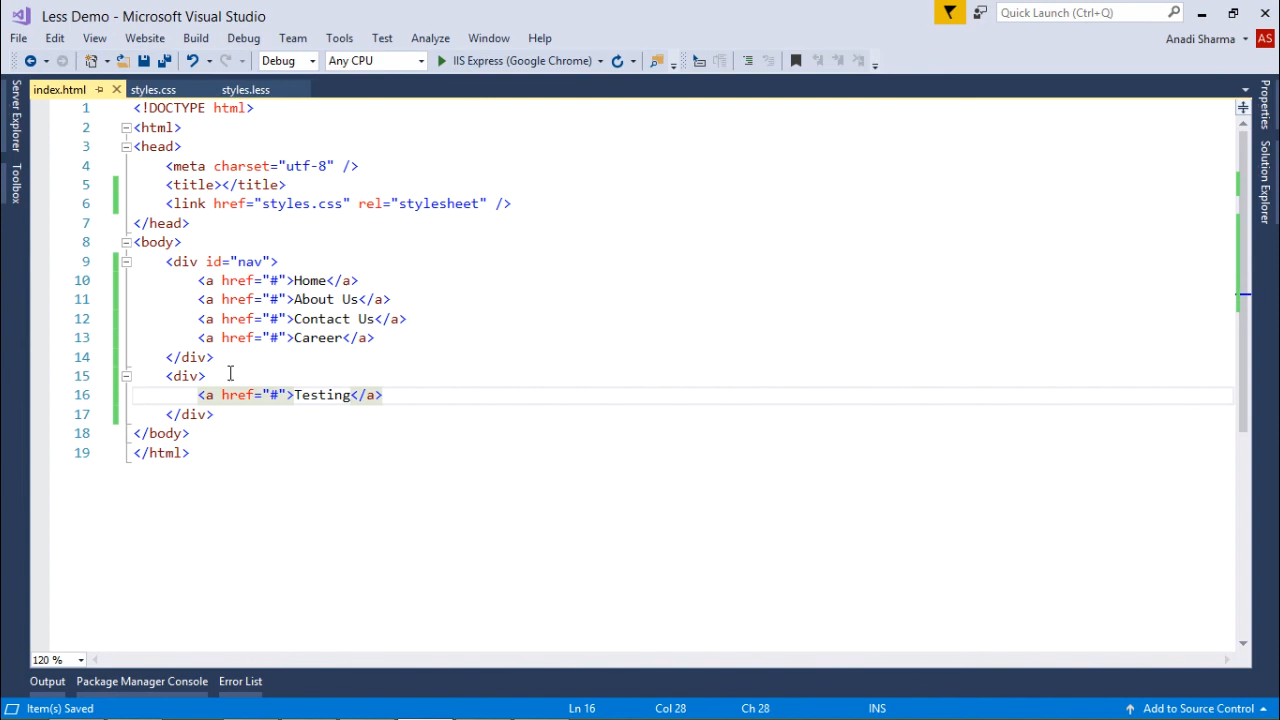 Less Demo - Microsoft Visual Studio
Quick Launch (Ctrl+Q)
File Edit View Website Build Debug Team Tools Test Analyze Window Help
Anadi Sharma AS
Debug Any CPU IIS Express (Google Chrome)
index.html styles.css styles.less
Server Explorer
Toolbox
Properties
Solution Explorer
1 <!DOCTYPE html>
2 <html>
3 <head>
4 <meta charset="utf-8" />
5 <title></title>
6 <link href="styles.css" rel="stylesheet" />
7 </head>
8 <body>
9 <div id="nav">
10 <a href="#">Home</a>
11 <a href="#">About Us</a>
12 <a href="#">Contact Us</a>
13 <a href="#">Career</a>
14 </div>
15 <div>
16 <a href="#">Testing</a>
17 </div>
18 </body>
19 </html>
120 %
Output Package Manager Console Error List
Item(s) Saved Ln 16 Col 28 Ch 28 INS Add to Source Control